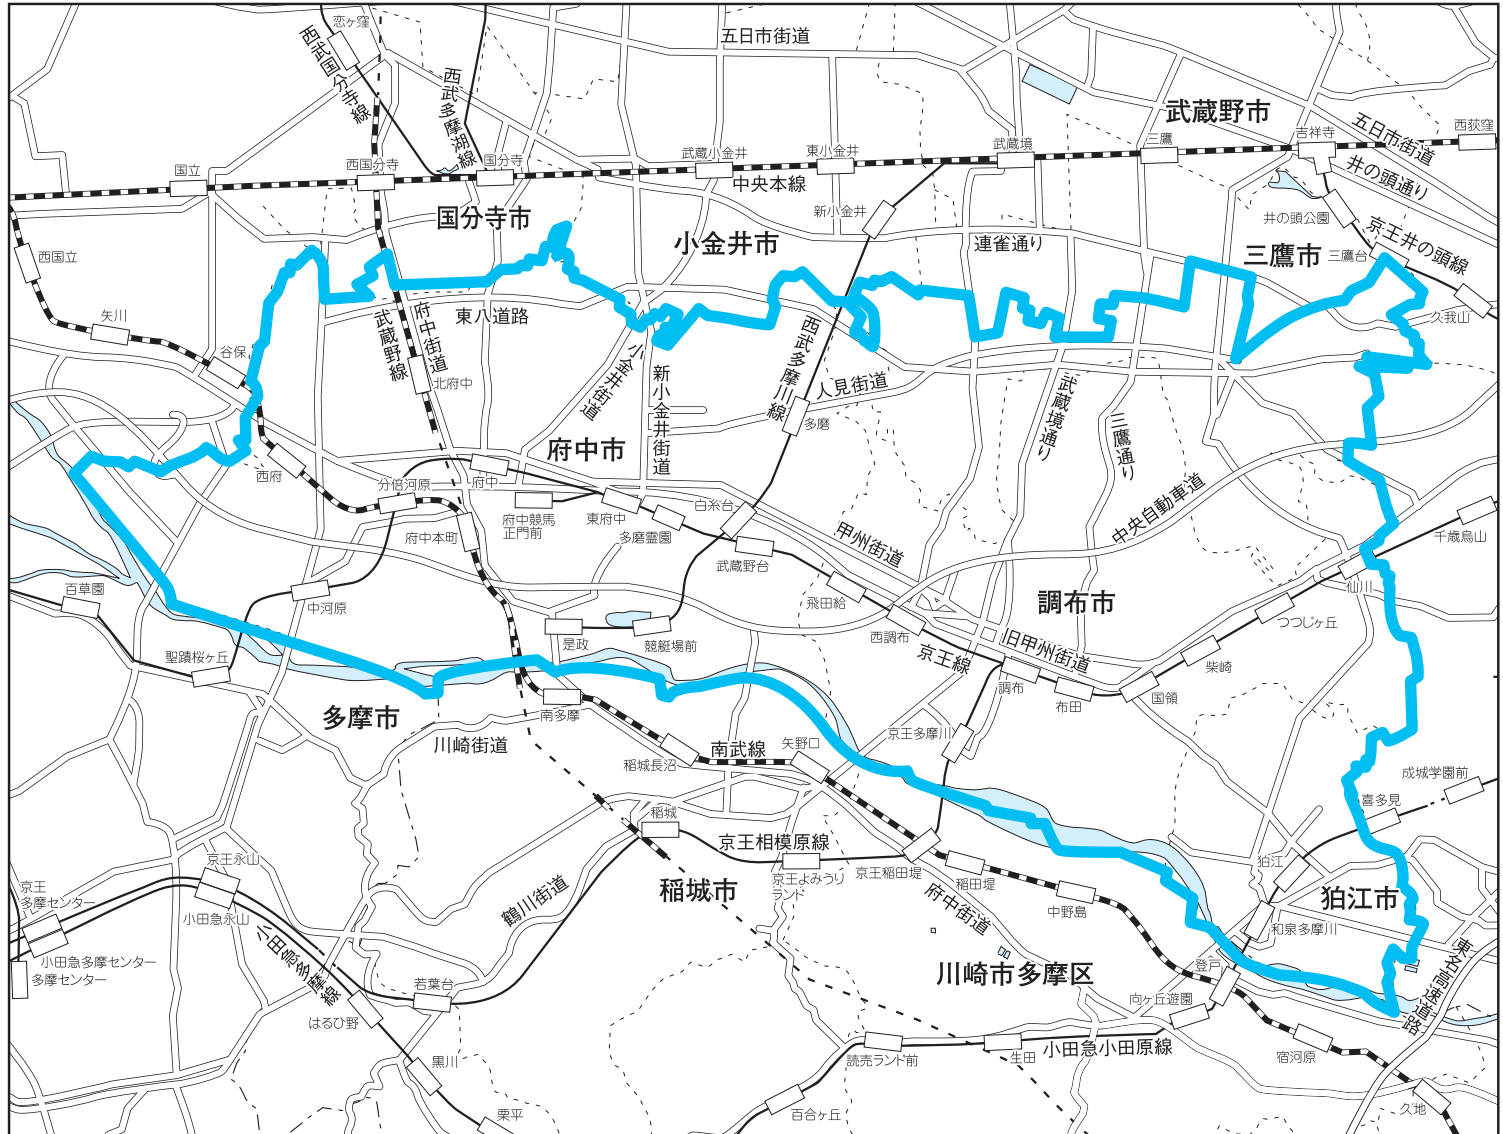 恋ヶ窪
西武国分寺線
西武多摩湖線
五日市街道
武蔵野市
五日市街道
西荻窪
国立
西国分寺
国分寺
武蔵小金井
東小金井
武蔵境
三鷹
吉祥寺
中央本線
井の頭通り
新小金井
井の頭公園
国分寺市
小金井市
連雀通り
三鷹市
三鷹台
京王井の頭線
西国立
久我山
矢川
谷保
武蔵野線
府中街道
東八道路
北府中
小金井街道
新小金井街道
西武多摩川線
人見街道
多磨
武蔵境通り
三鷹通り
府中市
西府
分倍河原
府中
府中競馬
正門前
東府中
多磨霊園
白糸台
武蔵野台
甲州街道
中央自動車道
千歳烏山
府中本町
飛田給
仙川
百草園
中河原
是政
競艇場前
西調布
調布市
つつじヶ丘
聖蹟桜ヶ丘
京王線
旧甲州街道
柴崎
調布
布田
国領
多摩市
南多摩
川崎街道
稲城長沼
南武線
矢野口
京王多摩川
成城学園前
喜多見
稲城
京王相模原線
京王よみうり
ランド
京王稲田堤
稲田堤
狛江
京王永山
小田急永山
京王
多摩センター
小田急多摩センター
多摩センター
小田急多摩線
鶴川街道
稲城市
府中街道
中野島
狛江市
和泉多摩川
東名高速道路
若葉台
はるひ野
川崎市多摩区
登戸
向ヶ丘遊園
黒川
読売ランド前
生田
小田急小田原線
宿河原
栗平
百合ヶ丘
久地